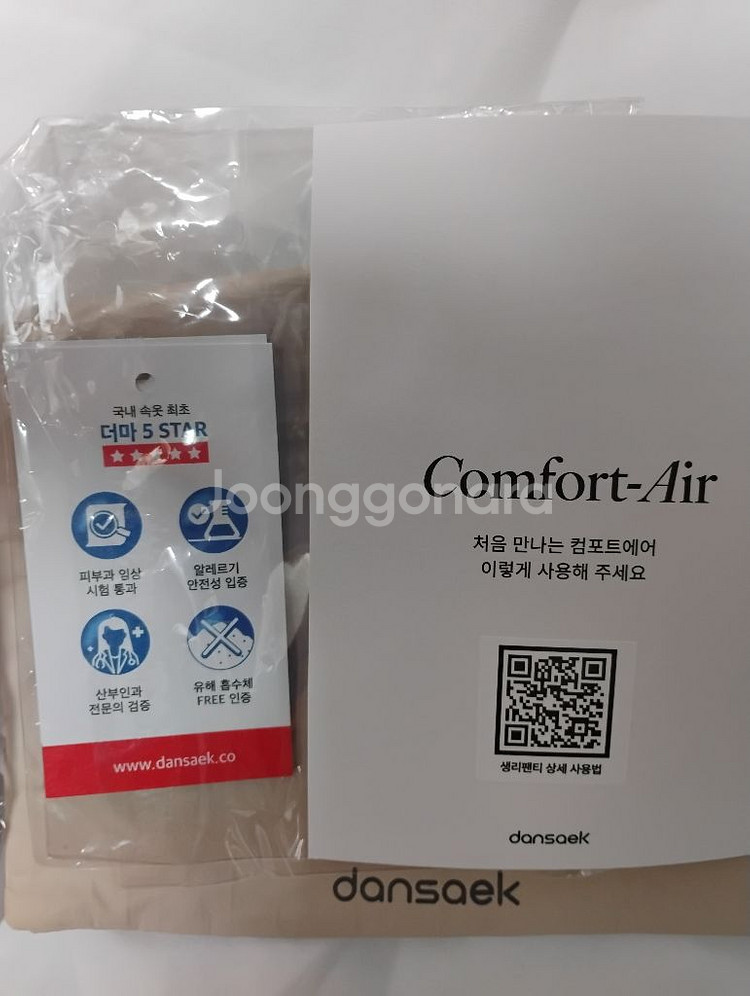 국내 속옷 최초
더마 5 STAR
피부과 임상
시험 통과
알레르기
안전성 입증
산부인과
전문의 검증
유해 흡수체
FREE 인증
www.dansaek.co
Joonggonara
Comfort-Air
처음 만나는 컴포트에어
이렇게 사용해 주세요
생리팬티 상세 사용법
dansaek
dansaek